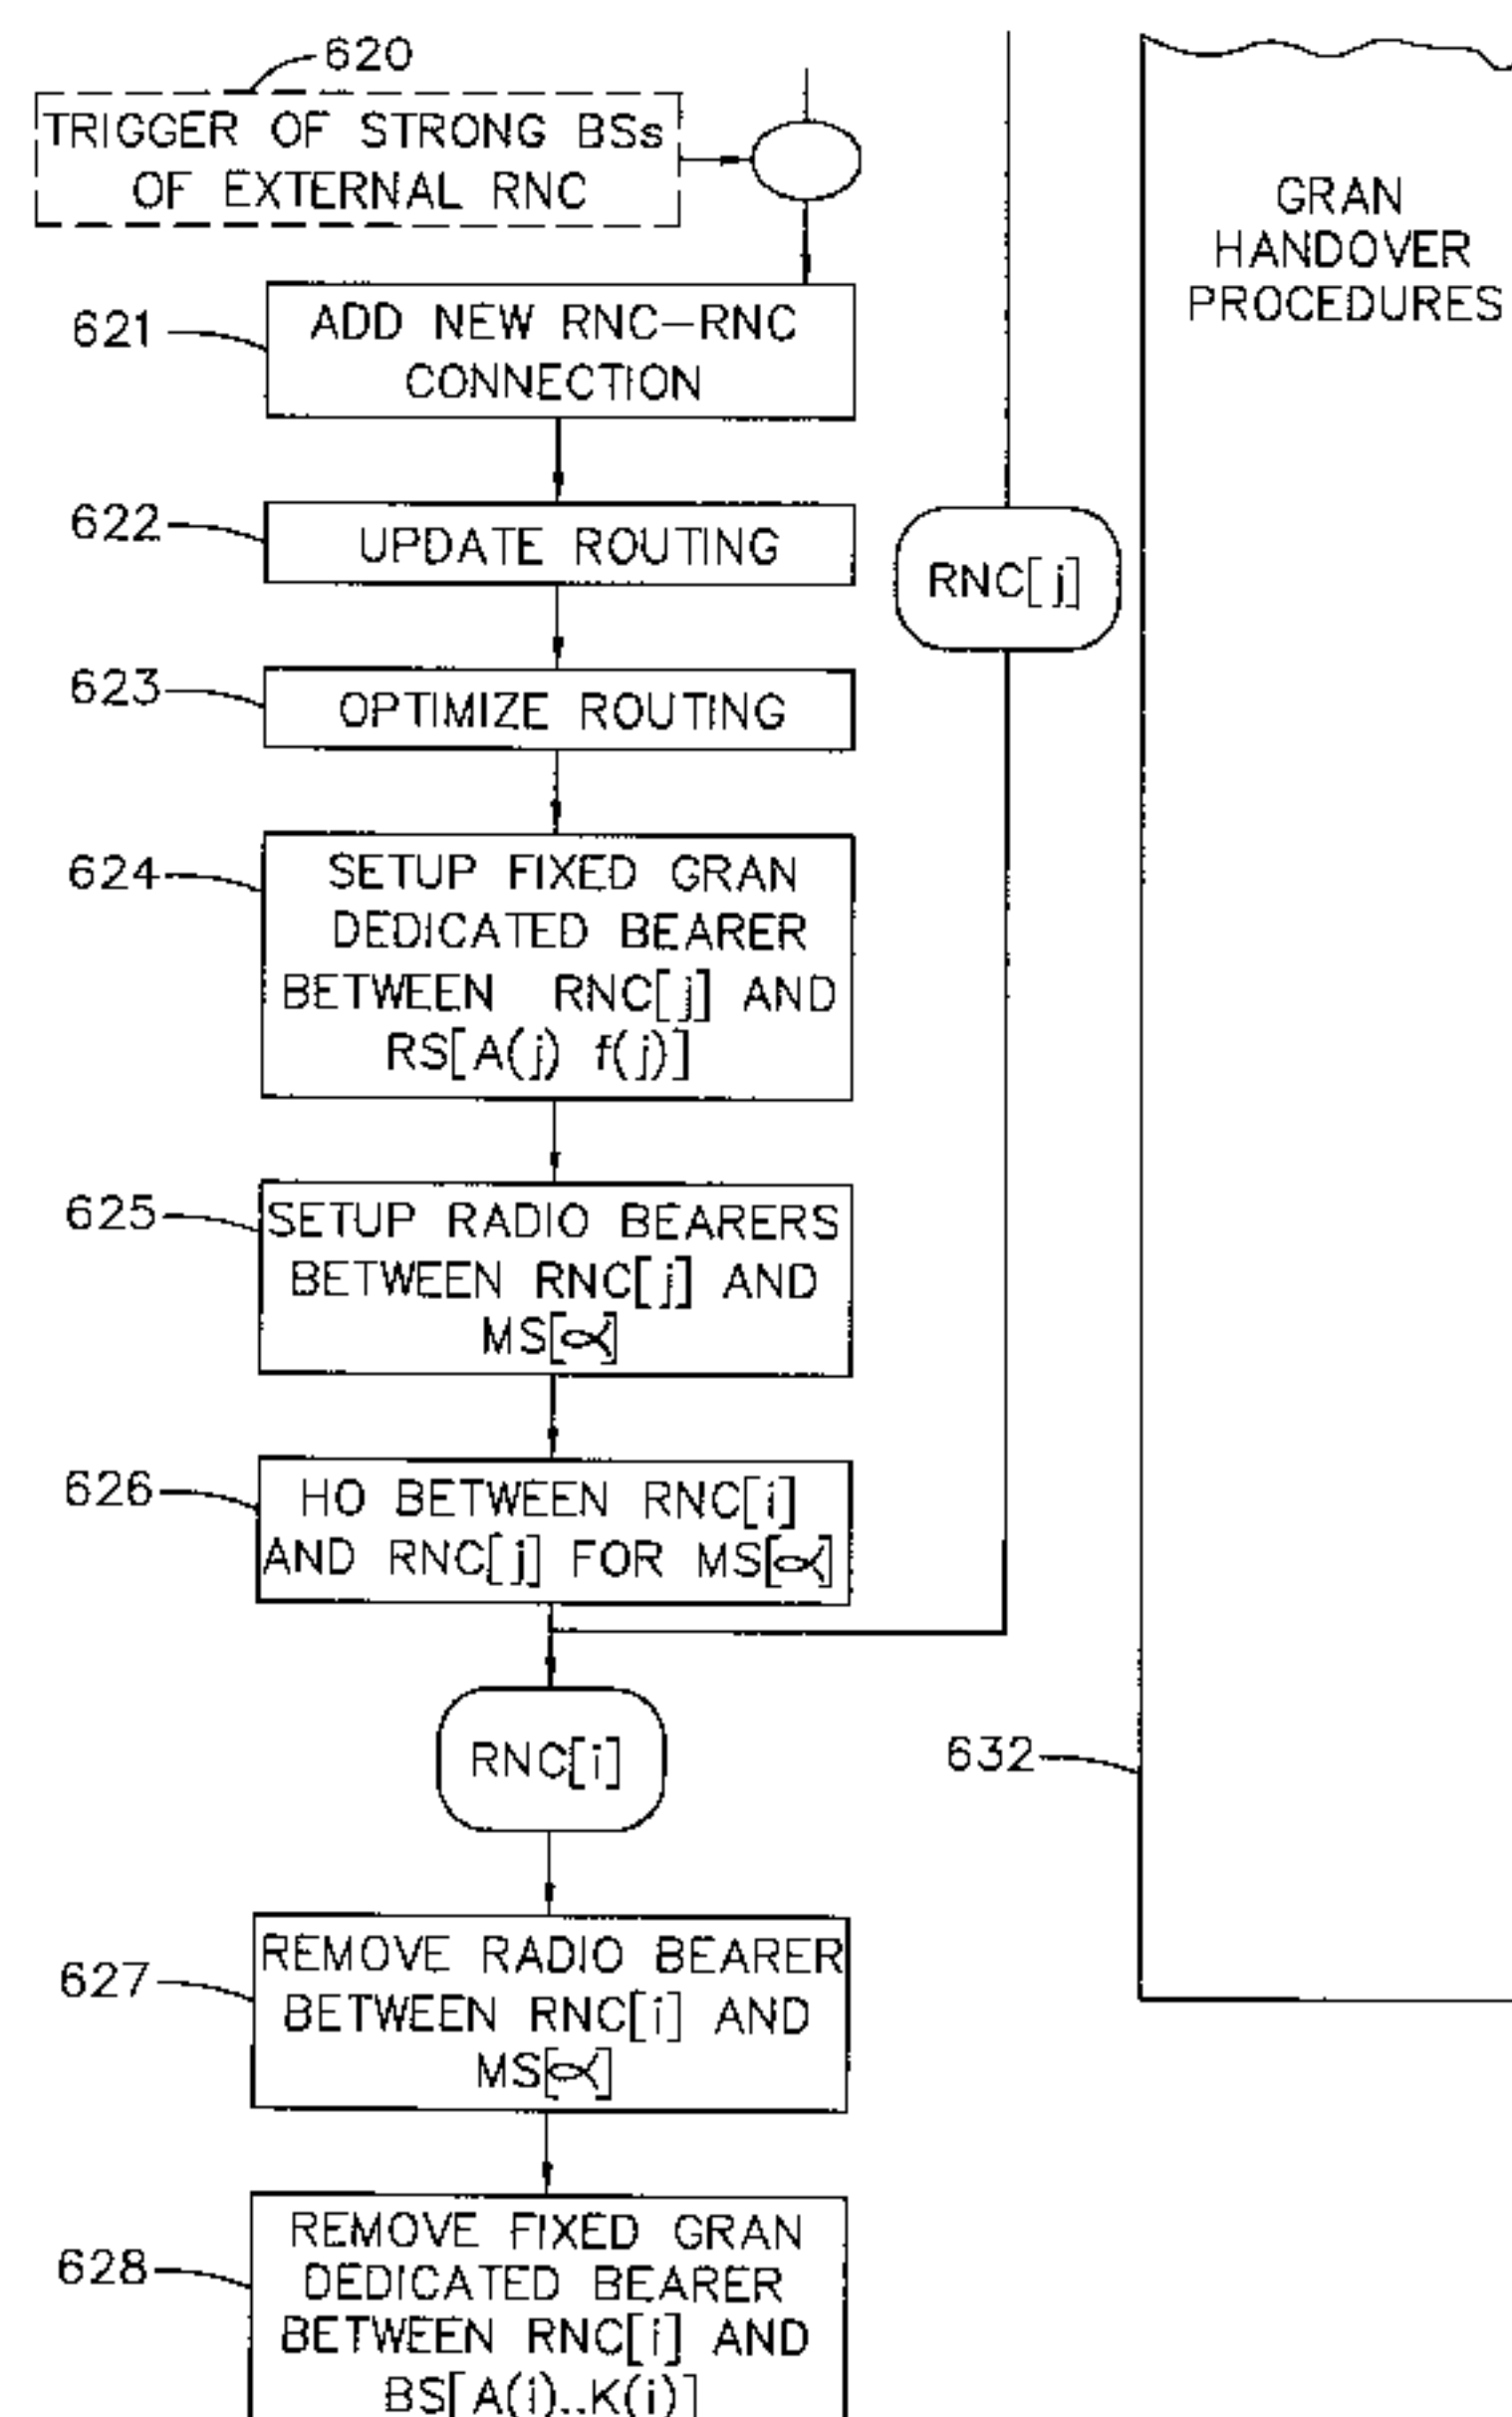 620
TRIGGER OF STRONG BSs
OF EXTERNAL RNC
GRAN
HANDOVER
PROCEDURES
621
ADD NEW RNC-RNC
CONNECTION
622
UPDATE ROUTING
RNC[j]
623
OPTIMIZE ROUTING
624
SETUP FIXED GRAN
DEDICATED BEARER
BETWEEN RNC[j] AND
RS[A(j) f(j)]
625
SETUP RADIO BEARERS
BETWEEN RNC[j] AND
MS[α]
626
HO BETWEEN RNC[i]
AND RNC[j] FOR MS[α]
RNC[i]
632
627
REMOVE RADIO BEARER
BETWEEN RNC[i] AND
MS[α]
628
REMOVE FIXED GRAN
DEDICATED BEARER
BETWEEN RNC[i] AND
BS[A(i)..K(i)]